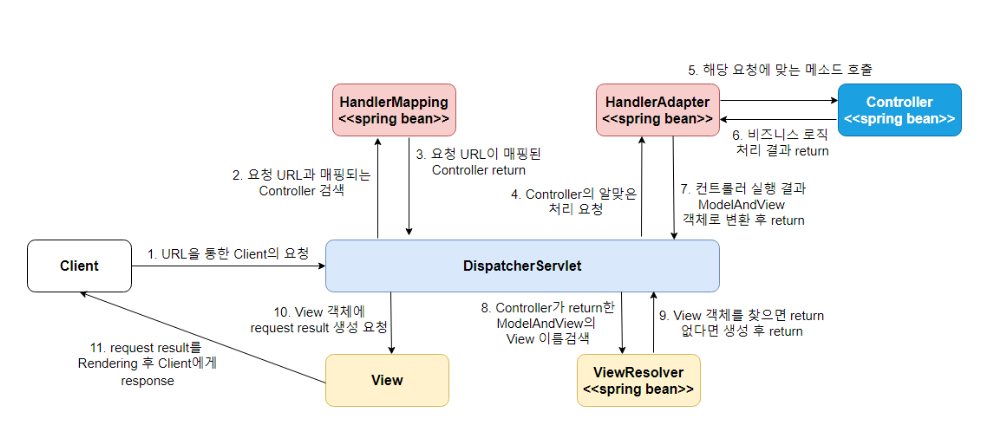 5. 해당 요청에 맞는 메소드 호출
HandlerMapping
<<spring bean>>
HandlerAdapter
<<spring bean>>
Controller
<<spring bean>>
6. 비즈니스 로직
처리 결과 return
3. 요청 URL이 매핑된
Controller return
2. 요청 URL과 매핑되는
Controller 검색
4. Controller의 알맞은
처리 요청
7. 컨트롤러 실행 결과
ModelAndView
객체로 변환 후 return
Client
1. URL을 통한 Client의 요청
DispatcherServlet
10. View 객체에
request result 생성 요청
8. Controller가 return한
ModelAndView의
View 이름검색
9. View 객체를 찾으면 return
없다면 생성 후 return
11. request result를
Rendering 후 Client에게
response
View
ViewResolver
<<spring bean>>